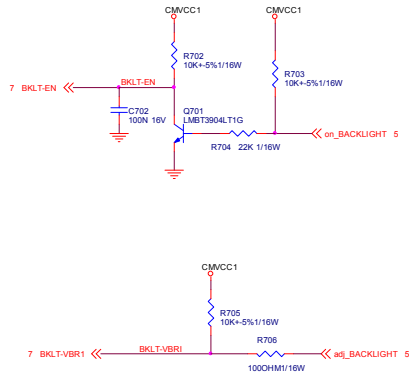 CMVCC1
CMVCC1
R702
10K+-5%1/16W
R703
10K+-5%1/16W
7 BKLT-EN
BKLT-EN
C702
100N 16V
Q701
LMBT3904LT1G
R704 22K 1/16W
on_BACKLIGHT 5
CMVCC1
R705
10K+-5%1/16W
R706
100OHM1/16W
7 BKLT-VBR1
BKLT-VBRI
adj_BACKLIGHT 5